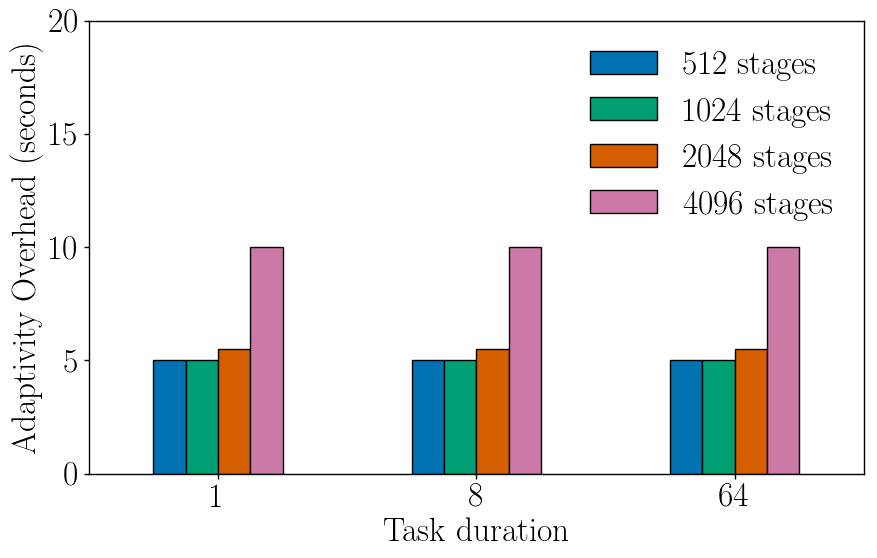 Adaptivity Overhead (seconds)
20
15
10
5
0
512 stages
1024 stages
2048 stages
4096 stages
1 8 64
Task duration